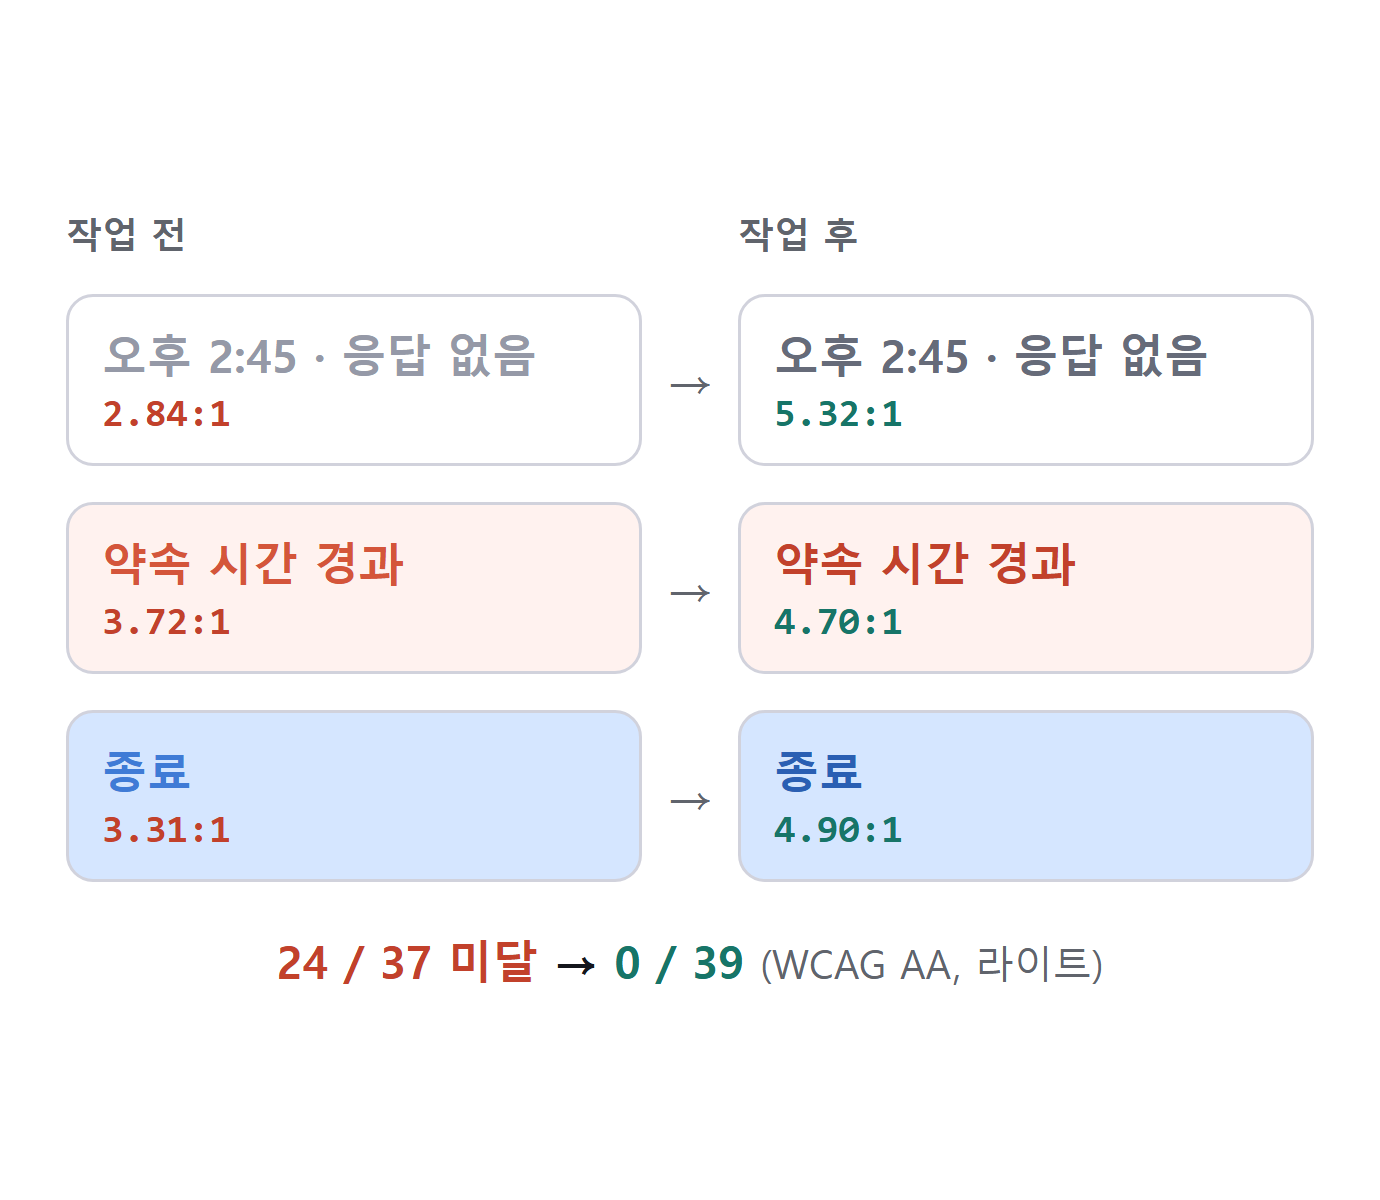 작업 전
작업 후
오후 2:45 · 응답 없음
2.84:1
→
오후 2:45 · 응답 없음
5.32:1
약속 시간 경과
3.72:1
→
약속 시간 경과
4.70:1
종료
3.31:1
→
종료
4.90:1
24 / 37 미달 → 0 / 39 (WCAG AA, 라이트)